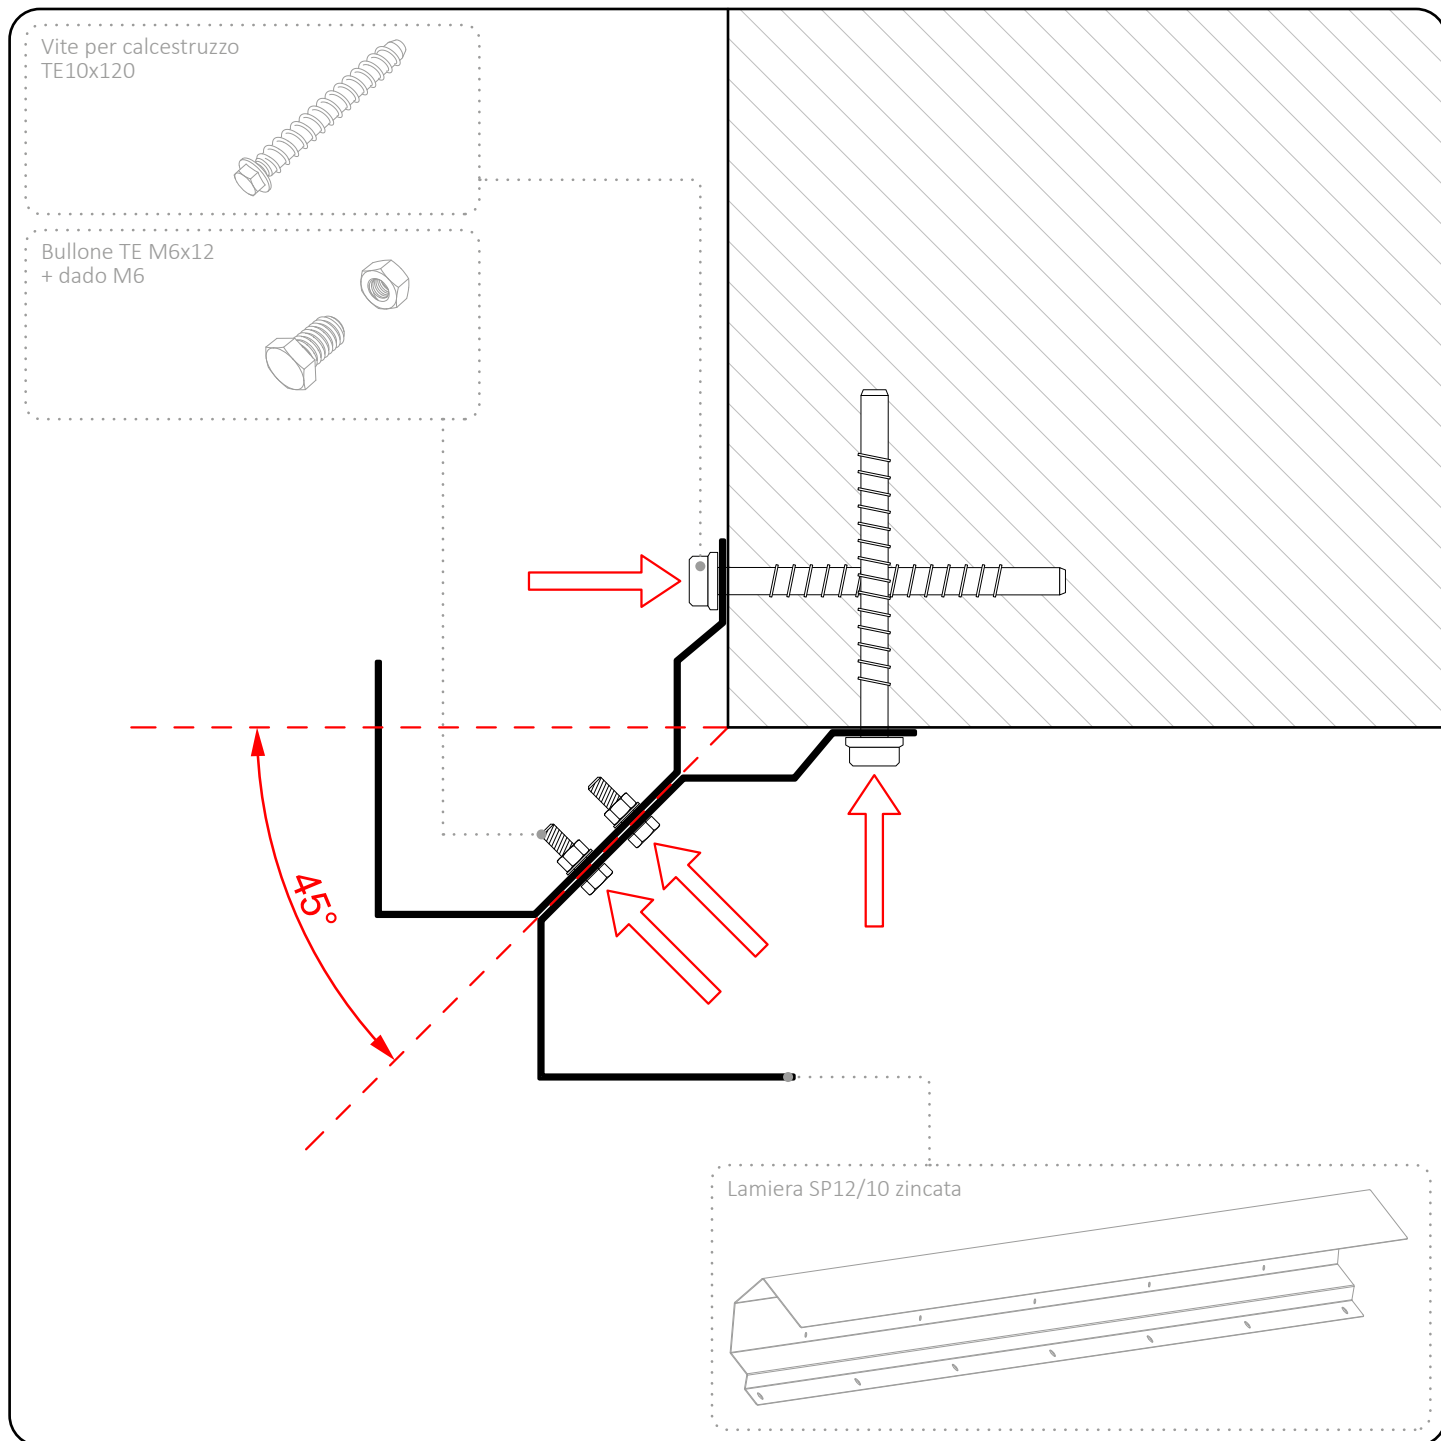 Vite per calcestruzzo
TE10x120
Bullone TE M6x12
+ dado M6
45°
Lamiera SP12/10 zincata